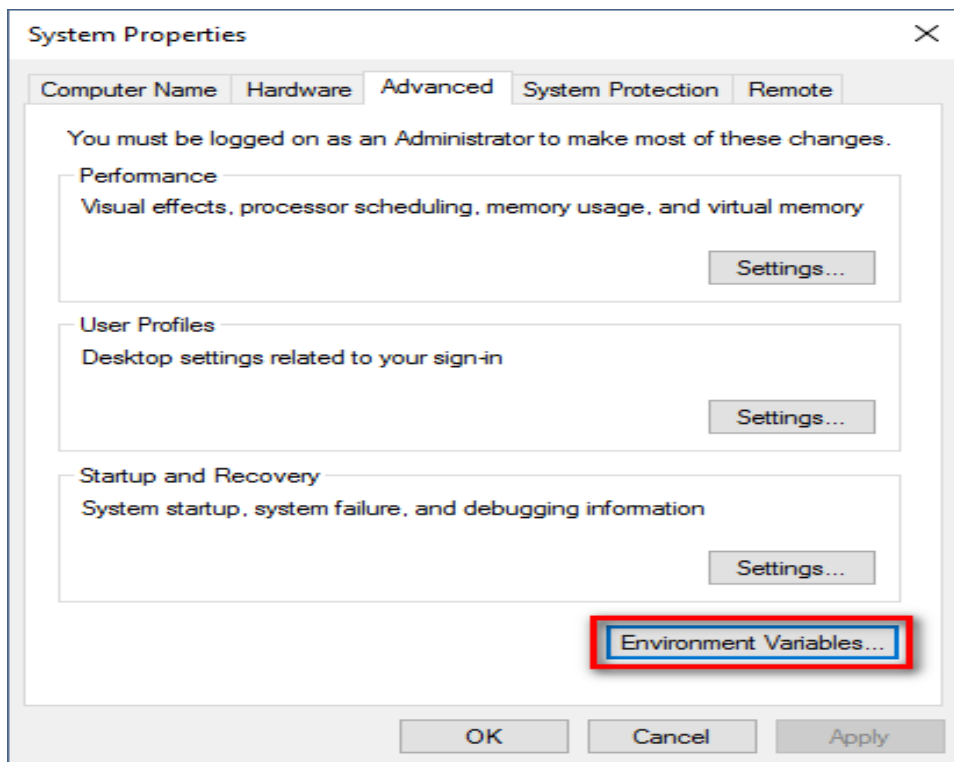 System Properties
Computer Name Hardware Advanced System Protection Remote
You must be logged on as an Administrator to make most of these changes.
Performance
Visual effects, processor scheduling, memory usage, and virtual memory
Settings...
User Profiles
Desktop settings related to your sign-in
Settings...
Startup and Recovery
System startup, system failure, and debugging information
Settings...
Environment Variables...
OK Cancel Apply